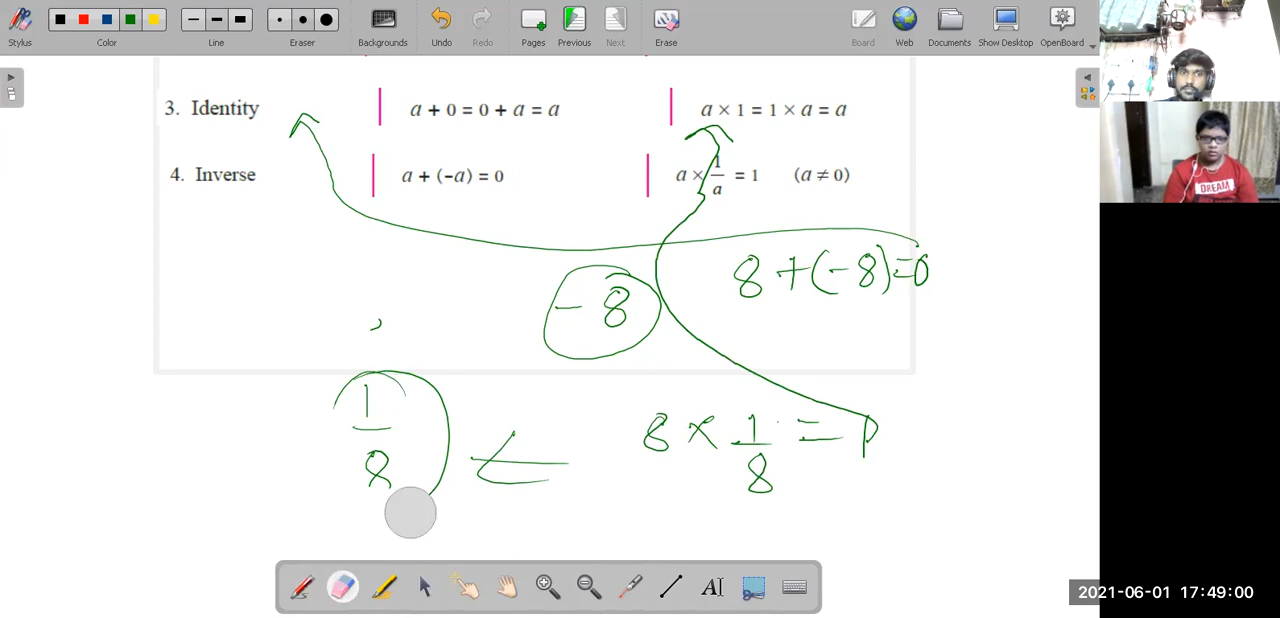 Stylus Color Line Eraser Backgrounds Undo Redo Pages Previous Next Erase Board Web Documents Show Desktop OpenBoard
3. Identity a + 0 = 0 + a = a a × 1 = 1 × a = a
4. Inverse a + (-a) = 0 a × 1/a = 1 (a ≠ 0)
8 + (-8) = 0
- 8
1/8
8 × 1/8 =
DREAM
2021-06-01 17:49:00